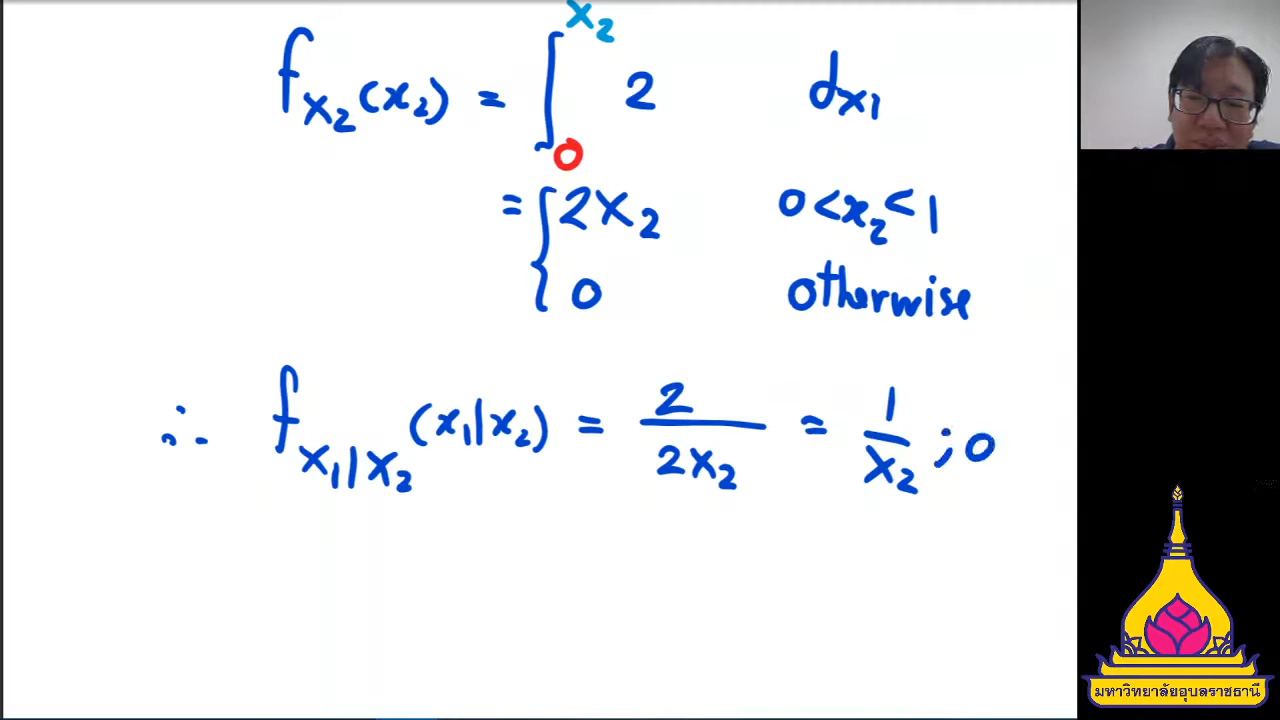 f_{X_2}(x_2) = ∫_0^{x_2} 2 dx_1
= { 2x_2 0<x_2<1
0 otherwise
∴ f_{X_1|X_2}(x_1|x_2) = 2/2x_2 = 1/x_2 ; 0
มหาวิทยาลัยอุบลราชธานี